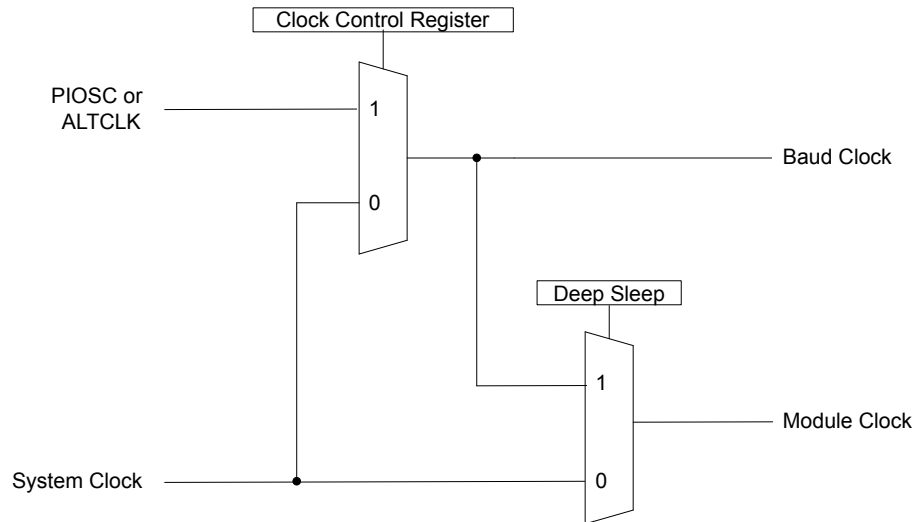 Clock Control Register
PIOSC or
ALTCLK
1
Baud Clock
0
Deep Sleep
1
Module Clock
System Clock
0